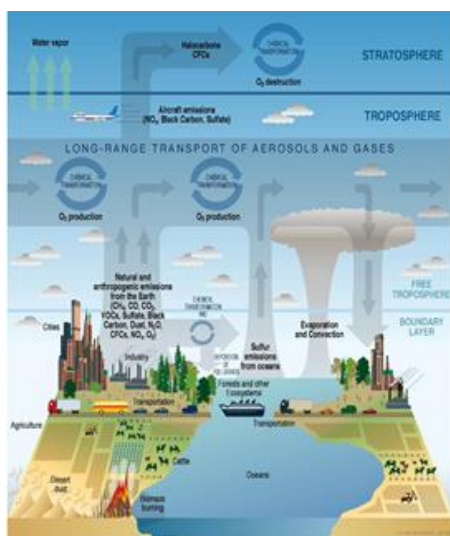 Water vapor
Halocarbons
CFCs
CHEMICAL
TRANSFORMATION
O₃ destruction
STRATOSPHERE
Aircraft emissions
(NOₓ, Black Carbon, Sulfate)
TROPOSPHERE
LONG-RANGE TRANSPORT OF AEROSOLS AND GASES
CHEMICAL
TRANSFORMATION
O₃ production
CHEMICAL
TRANSFORMATION
O₃ production
Natural and
anthropogenic emissions
from the Earth
(CH₄, CO, CO₂,
VOCs, Sulfate, Black
Carbon, Dust, N₂O,
CFCs, NOₓ, O₃)
CHEMICAL
TRANSFORMATION
FREE
TROPOSPHERE
BOUNDARY
LAYER
Cities
Industry
Sulfur
emissions
from oceans
Evaporation
and Convection
Forests and other
Ecosystems
Transportation
Transportation
Agriculture
Cattle
Desert
dust
Biomass
burning
Oceans